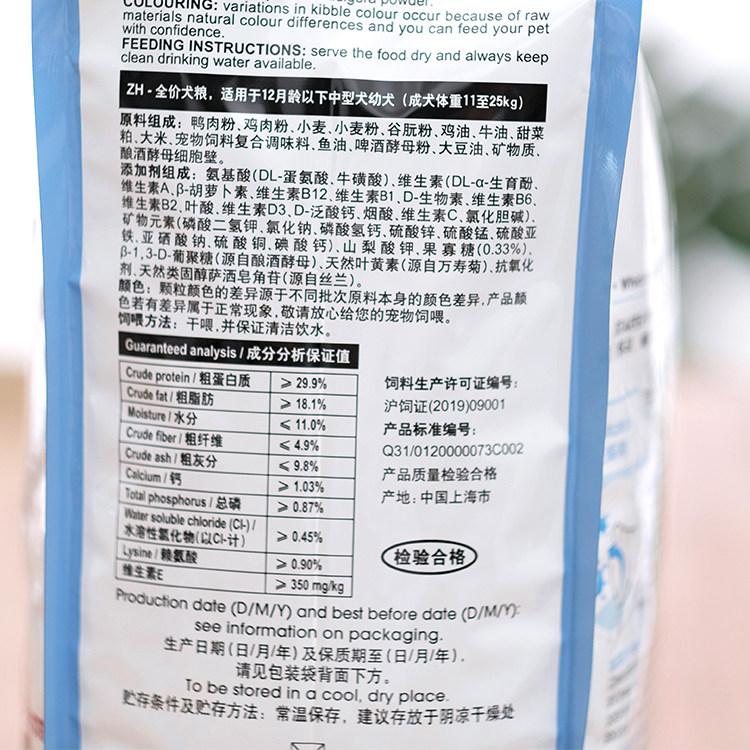 COLOURING: variations in kibble colour occur because of raw
materials natural colour differences and you can feed your pet
with confidence.
FEEDING INSTRUCTIONS: serve the food dry and always keep
clean drinking water available.
ZH - 全价犬粮，适用于12月龄以下中型犬幼犬（成犬体重11至25kg）
原料组成：鸭肉粉、鸡肉粉、小麦、小麦粉、谷朊粉、鸡油、牛油、甜菜
粕、大米、宠物饲料复合调味料、鱼油、啤酒酵母粉、大豆油、矿物质、
酿酒酵母细胞壁。
添加剂组成：氨基酸（DL-蛋氨酸、牛磺酸）、维生素（DL-α-生育酚、
维生素A、β-胡萝卜素、维生素B12、维生素B1、D-生物素、维生素B6、
维生素B2、叶酸、维生素D3、D-泛酸钙、烟酸、维生素C、氯化胆碱）、
矿物元素（磷酸二氢钾、氯化钠、磷酸氢钙、硫酸锌、硫酸锰、硫酸亚
铁、亚硒酸钠、硫酸铜、碘酸钙）、山梨酸钾、果寡糖(0.33%)、
β-1,3-D-葡聚糖（源自酿酒酵母）、天然叶黄素（源自万寿菊）、抗氧化
剂、天然类固醇萨洒皂角苷（源自丝兰）。
颜色：颗粒颜色的差异源于不同批次原料本身的颜色差异，产品颜
色若有差异属于正常现象，敬请放心给您的宠物饲喂。
饲喂方法：干喂，并保证清洁饮水。
Guaranteed analysis / 成分分析保证值
Crude protein / 粗蛋白质 ⩾ 29.9%
Crude fat / 粗脂肪 ⩾ 18.1%
Moisture / 水分 ⩽ 11.0%
Crude fiber / 粗纤维 ⩽ 4.9%
Crude ash / 粗灰分 ⩽ 9.8%
Calcium / 钙 ⩾ 1.03%
Total phosphorus / 总磷 ⩾ 0.87%
Water soluble chloride (Cl-) /
水溶性氯化物(以Cl-计) ⩾ 0.45%
Lysine / 赖氨酸 ⩾ 0.90%
维生素E ⩾ 350 mg/kg
饲料生产许可证编号：
沪饲证(2019)09001
产品标准编号：
Q31/0120000073C002
产品质量检验合格
产地：中国上海市
检验合格
Production date (D/M/Y) and best before date (D/M/Y):
see information on packaging.
生产日期（日/月/年）及保质期至（日/月/年），
请见包装袋背面下方。
To be stored in a cool, dry place.
贮存条件及贮存方法：常温保存，建议存放于阴凉干燥处